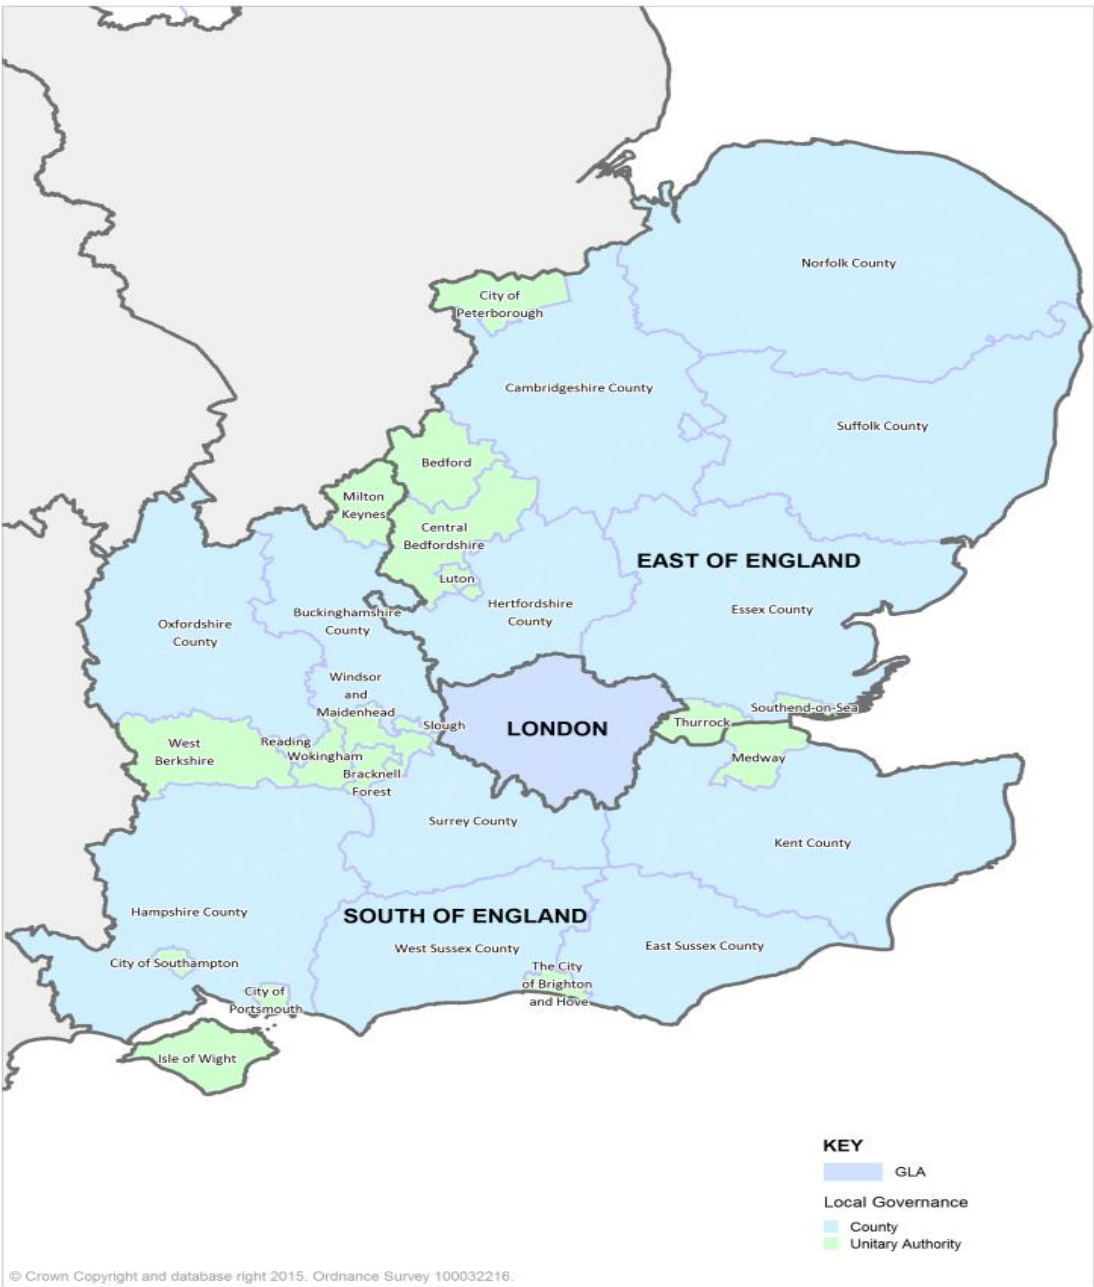 Norfolk County
City of
Peterborough
Cambridgeshire County
Suffolk County
Bedford
Milton
Keynes
Central
Bedfordshire
EAST OF ENGLAND
Luton
Hertfordshire
County
Essex County
Buckinghamshire
County
Oxfordshire
County
Windsor
and
Maidenhead
Slough
LONDON
Southend-on-Sea
Thurrock
West
Berkshire
Reading
Wokingham
Bracknell
Forest
Medway
Surrey County
Kent County
Hampshire County
SOUTH OF ENGLAND
West Sussex County
East Sussex County
City of Southampton
The City
of Brighton
and Hove
City of
Portsmouth
Isle of Wight
KEY
GLA
Local Governance
County
Unitary Authority
© Crown Copyright and database right 2015. Ordnance Survey 100032216.